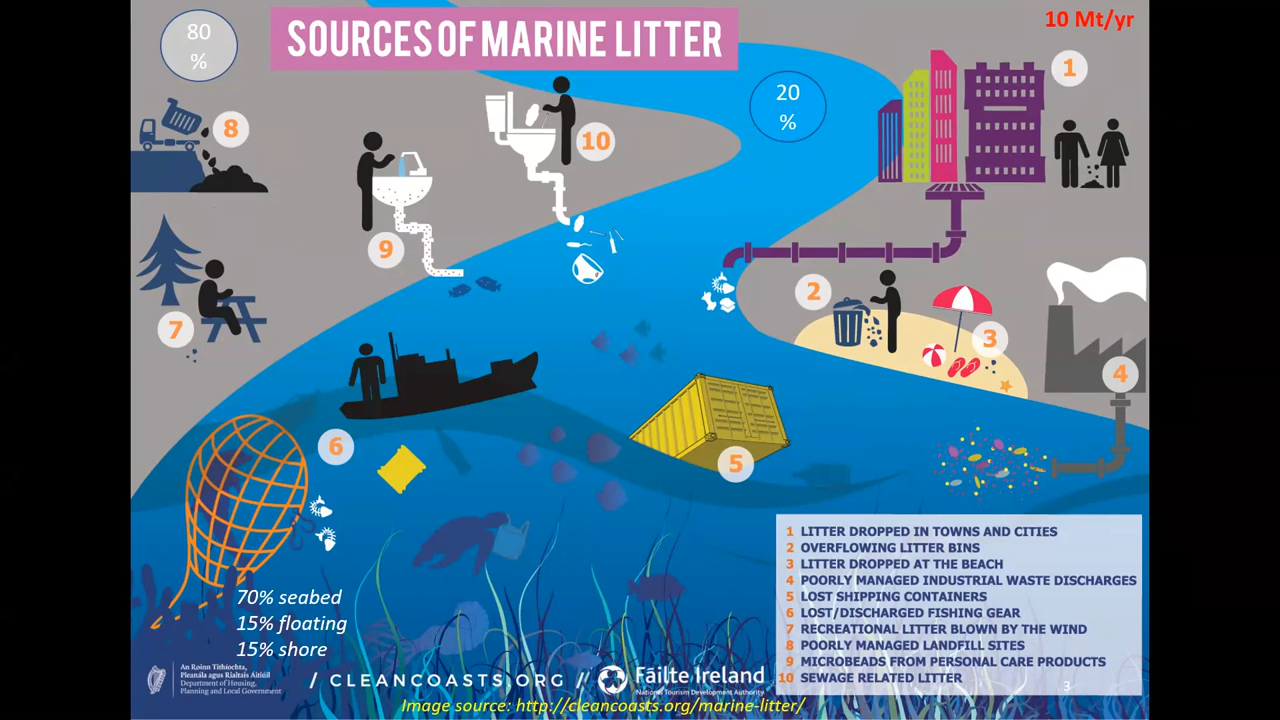 80
%
SOURCES OF MARINE LITTER
10 Mt/yr
20
%
1
8
10
9
2
7
3
4
6
5
1 LITTER DROPPED IN TOWNS AND CITIES
2 OVERFLOWING LITTER BINS
3 LITTER DROPPED AT THE BEACH
4 POORLY MANAGED INDUSTRIAL WASTE DISCHARGES
5 LOST SHIPPING CONTAINERS
6 LOST/DISCHARGED FISHING GEAR
7 RECREATIONAL LITTER BLOWN BY THE WIND
8 POORLY MANAGED LANDFILL SITES
9 MICROBEADS FROM PERSONAL CARE PRODUCTS
10 SEWAGE RELATED LITTER
70% seabed
15% floating
15% shore
An Roinn Tithíochta,
Pleanála agus Rialtais Áitiúil
Department of Housing,
Planning and Local Government
/ CLEANCOASTS.ORG //
Fáilte Ireland
National Tourism Development Authority
3
Image source: http://cleancoasts.org/marine-litter/